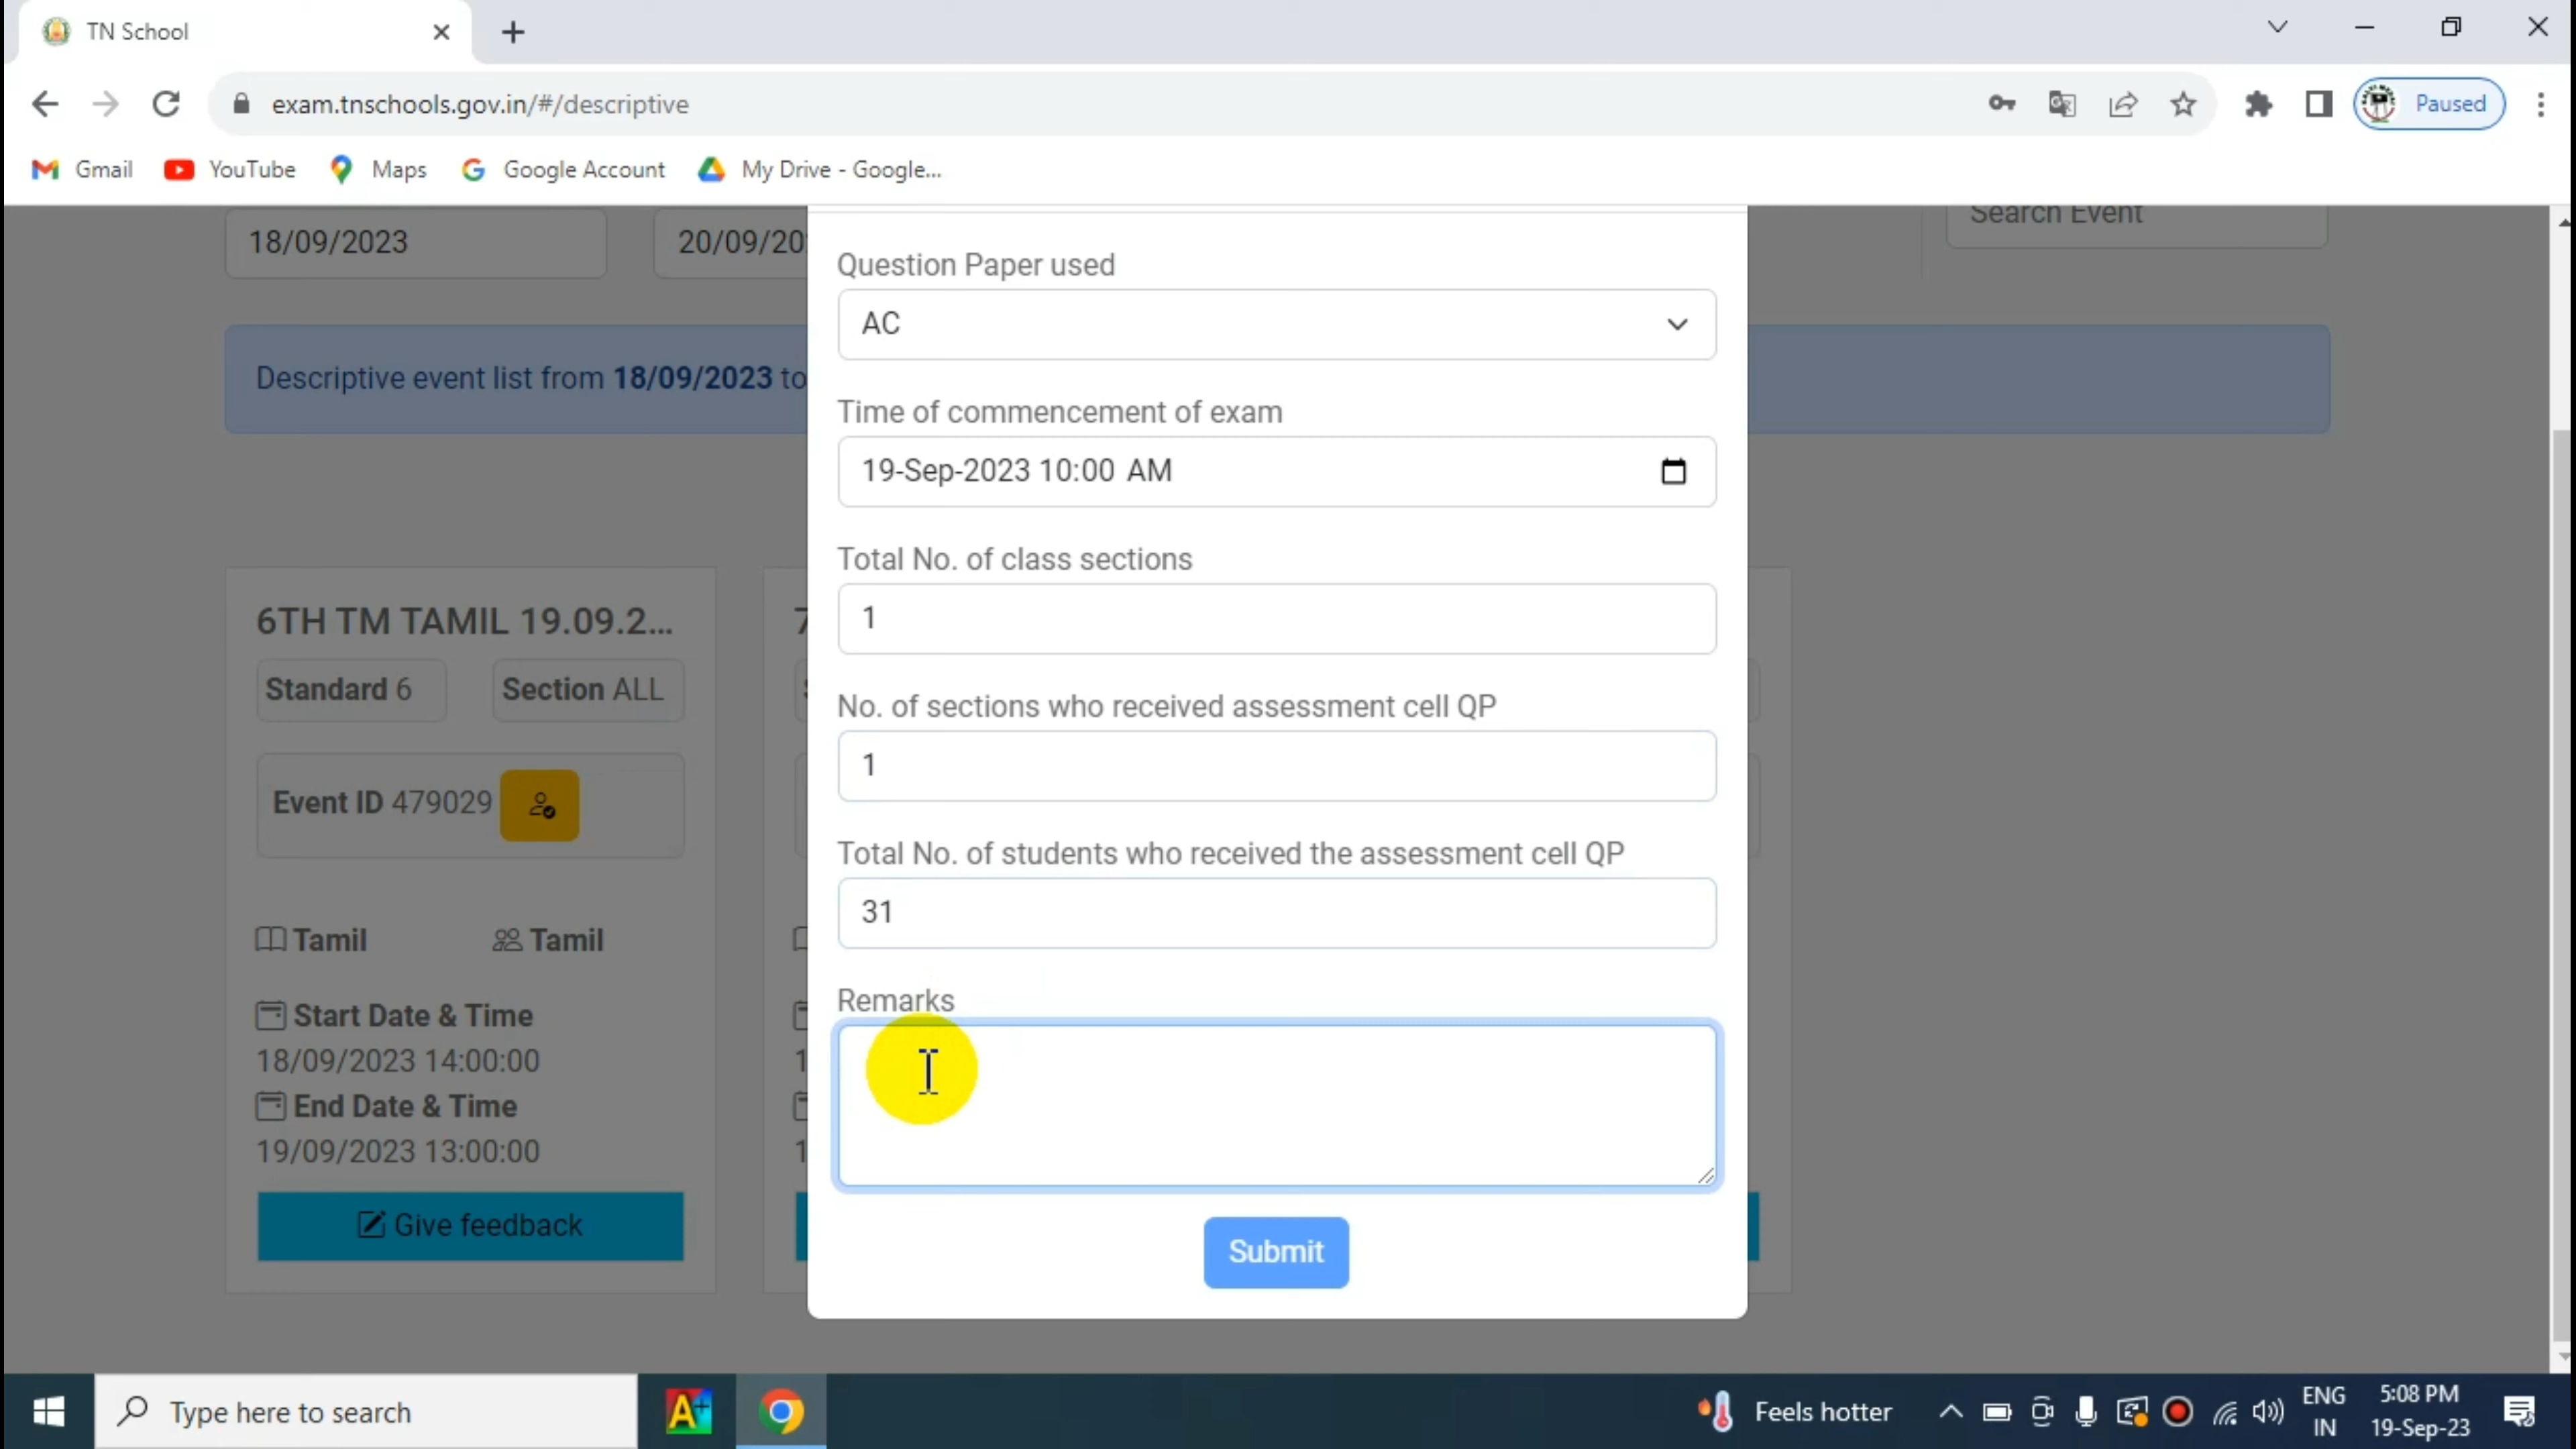 TN School
exam.tnschools.gov.in/#/descriptive
Paused
Gmail
YouTube
Maps
Google Account
My Drive - Google...
18/09/2023
20/09/20
Search Event
Descriptive event list from 18/09/2023 to
Question Paper used
AC
Time of commencement of exam
19-Sep-2023 10:00 AM
Total No. of class sections
1
No. of sections who received assessment cell QP
1
Total No. of students who received the assessment cell QP
31
Remarks
Submit
6TH TM TAMIL 19.09.2...
Standard 6
Section ALL
Event ID 479029
Tamil
Tamil
Start Date & Time
18/09/2023 14:00:00
End Date & Time
19/09/2023 13:00:00
Give feedback
7
1
1
Type here to search
A+
Feels hotter
ENG
IN
5:08 PM
19-Sep-23